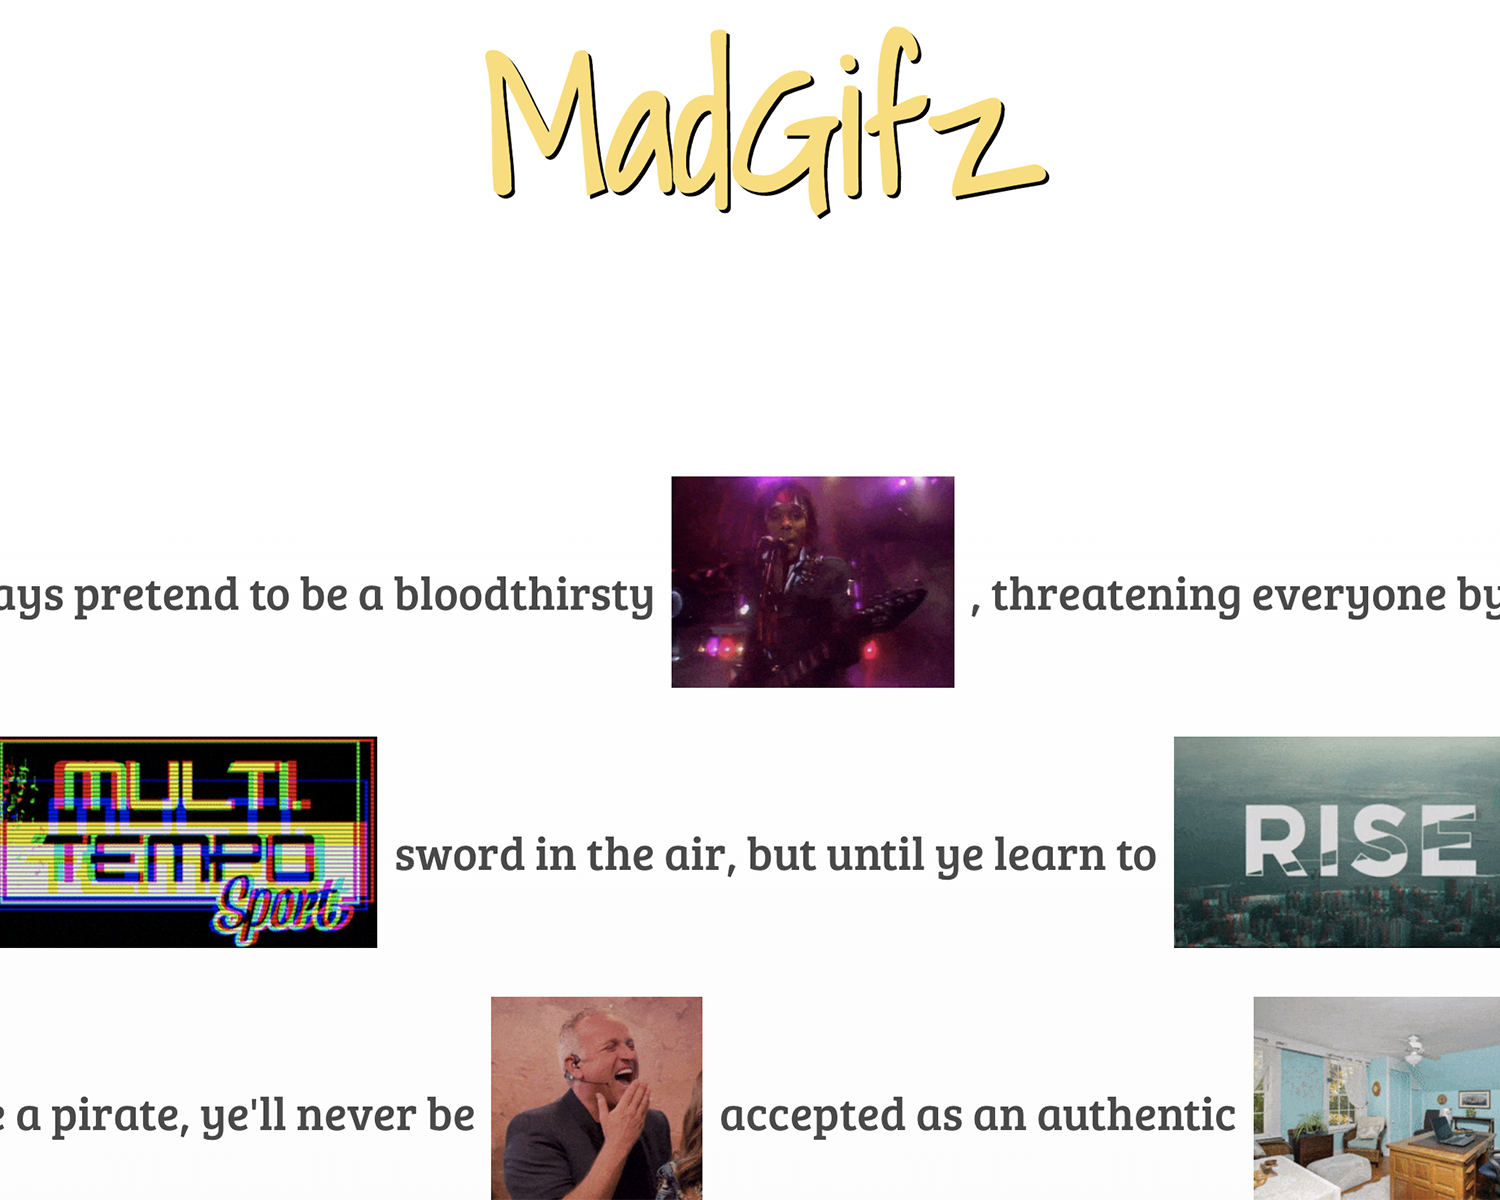 MadGifz
ays pretend to be a bloodthirsty , threatening everyone by
MULTI.
TEMPO
Sport
sword in the air, but until ye learn to
RISE
e a pirate, ye'll never be accepted as an authentic